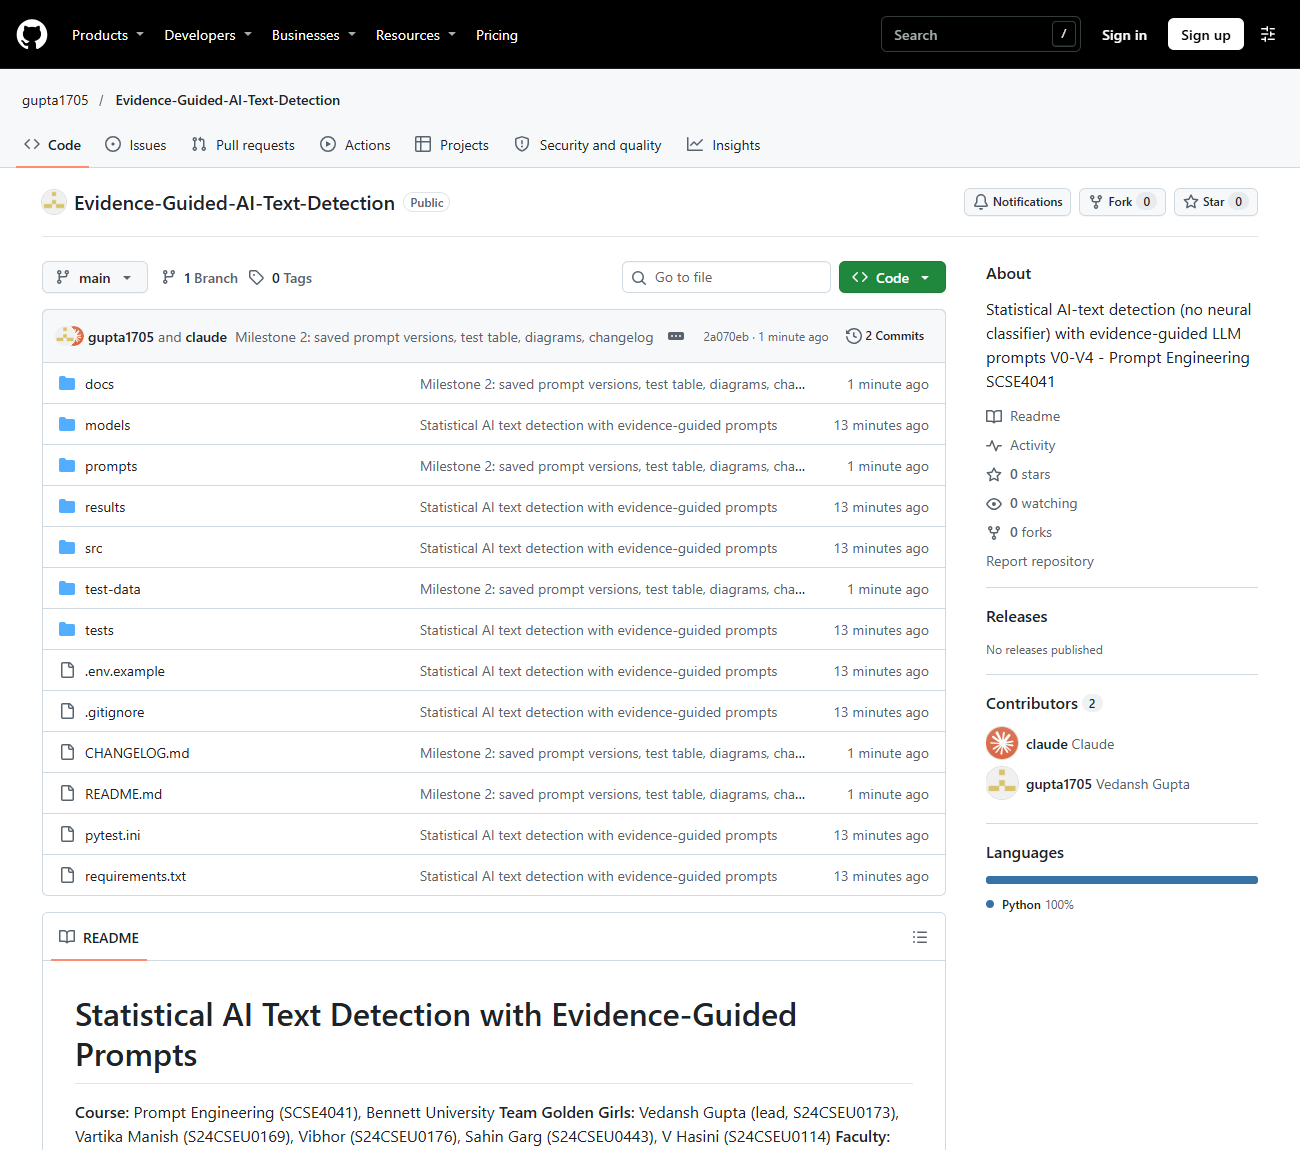 Products Developers Businesses Resources Pricing Search / Sign in Sign up
gupta1705 / Evidence-Guided-AI-Text-Detection
Code Issues Pull requests Actions Projects Security and quality Insights
Evidence-Guided-AI-Text-Detection Public Notifications Fork 0 Star 0
main 1 Branch 0 Tags Go to file Code
gupta1705 and claude Milestone 2: saved prompt versions, test table, diagrams, changelog 2a070eb · 1 minute ago 2 Commits
docs Milestone 2: saved prompt versions, test table, diagrams, cha... 1 minute ago
models Statistical AI text detection with evidence-guided prompts 13 minutes ago
prompts Milestone 2: saved prompt versions, test table, diagrams, cha... 1 minute ago
results Statistical AI text detection with evidence-guided prompts 13 minutes ago
src Statistical AI text detection with evidence-guided prompts 13 minutes ago
test-data Milestone 2: saved prompt versions, test table, diagrams, cha... 1 minute ago
tests Statistical AI text detection with evidence-guided prompts 13 minutes ago
.env.example Statistical AI text detection with evidence-guided prompts 13 minutes ago
.gitignore Statistical AI text detection with evidence-guided prompts 13 minutes ago
CHANGELOG.md Milestone 2: saved prompt versions, test table, diagrams, cha... 1 minute ago
README.md Milestone 2: saved prompt versions, test table, diagrams, cha... 1 minute ago
pytest.ini Statistical AI text detection with evidence-guided prompts 13 minutes ago
requirements.txt Statistical AI text detection with evidence-guided prompts 13 minutes ago
README
Statistical AI Text Detection with Evidence-Guided
Prompts
Course: Prompt Engineering (SCSE4041), Bennett University Team Golden Girls: Vedansh Gupta (lead, S24CSEU0173),
Vartika Manish (S24CSEU0169), Vibhor (S24CSEU0176), Sahin Garg (S24CSEU0443), V Hasini (S24CSEU0114) Faculty:
About
Statistical AI-text detection (no neural
classifier) with evidence-guided LLM
prompts V0-V4 - Prompt Engineering
SCSE4041
Readme
Activity
0 stars
0 watching
0 forks
Report repository
Releases
No releases published
Contributors 2
claude Claude
gupta1705 Vedansh Gupta
Languages
Python 100%